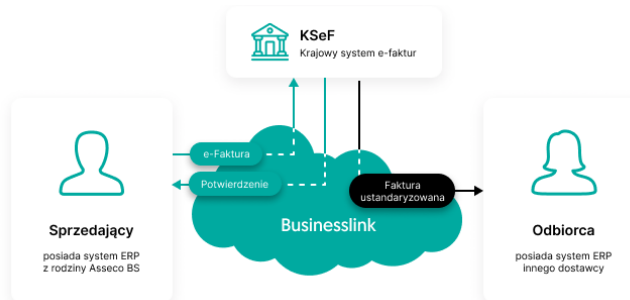 KSeF
Krajowy system e-faktur
e-Faktura
Potwierdzenie
Faktura
ustandaryzowana
Businesslink
Sprzedający
posiada system ERP
z rodziny Asseco BS
Odbiorca
posiada system ERP
innego dostawcy